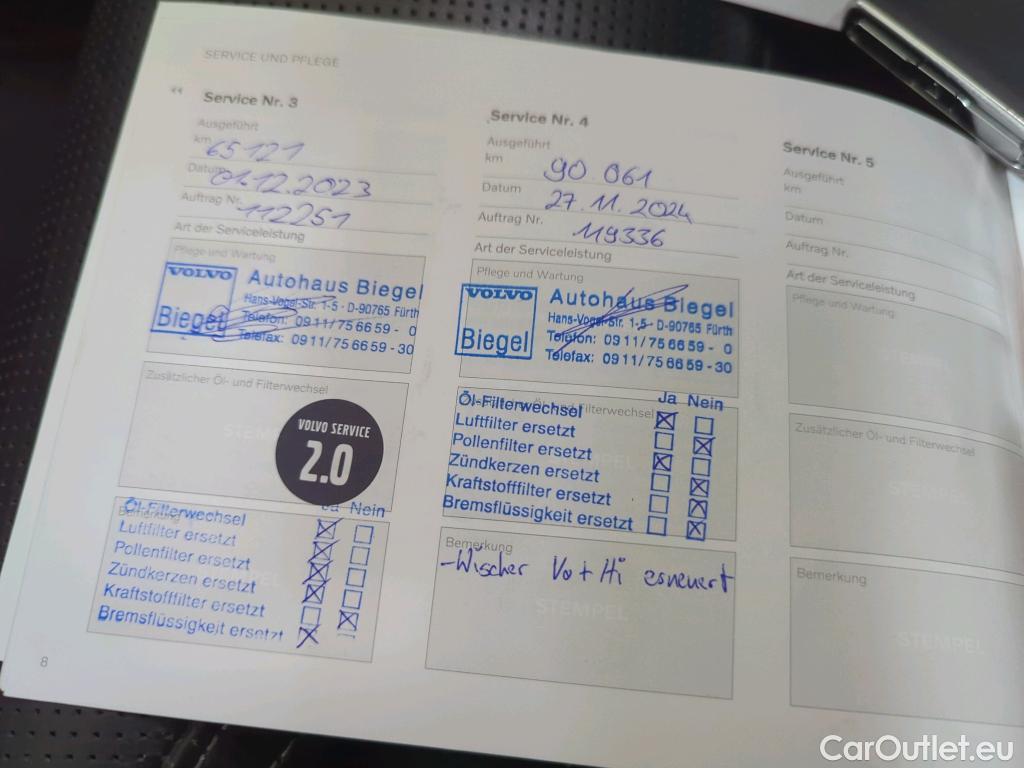 SERVICE UND PFLEGE
Service Nr. 3
Ausgeführt
km 65121
Datum 01.12.2023
Auftrag Nr. 112251
Art der Serviceleistung
Pflege und Wartung
VOLVO
Biegel
Autohaus Biegel
Hans-Vogel-Str. 1-5 · D-90765 Fürth
Telefon: 0911/756659- 0
Telefax: 0911/756659-30
Zusätzlicher Öl- und Filterwechsel
VOLVO SERVICE
2.0
Bemerkung
Ja Nein
Öl-Filterwechsel
Luftfilter ersetzt
Pollenfilter ersetzt
Zündkerzen ersetzt
Kraftstofffilter ersetzt
Bremsflüssigkeit ersetzt
8
Service Nr. 4
Ausgeführt
km 90.061
Datum 27.11.2024
Auftrag Nr. 119336
Art der Serviceleistung
Pflege und Wartung
VOLVO
Biegel
Autohaus Biegel
Hans-Vogel-Str. 1-5 · D-90765 Fürth
Telefon: 0911/756659- 0
Telefax: 0911/756659-30
Öl- und Filterwechsel
Ja Nein
Öl-Filterwechsel
Luftfilter ersetzt
Pollenfilter ersetzt
Zündkerzen ersetzt
Kraftstofffilter ersetzt
Bremsflüssigkeit ersetzt
Bemerkung
-Wischer Vo + Hi erneuert
STEMPEL
Service Nr. 5
Ausgeführt
km
Datum
Auftrag Nr.
Art der Serviceleistung
Pflege und Wartung
Zusätzlicher Öl- und Filterwechsel
STEMPEL
Bemerkung
STEMPEL
CarOutlet.eu